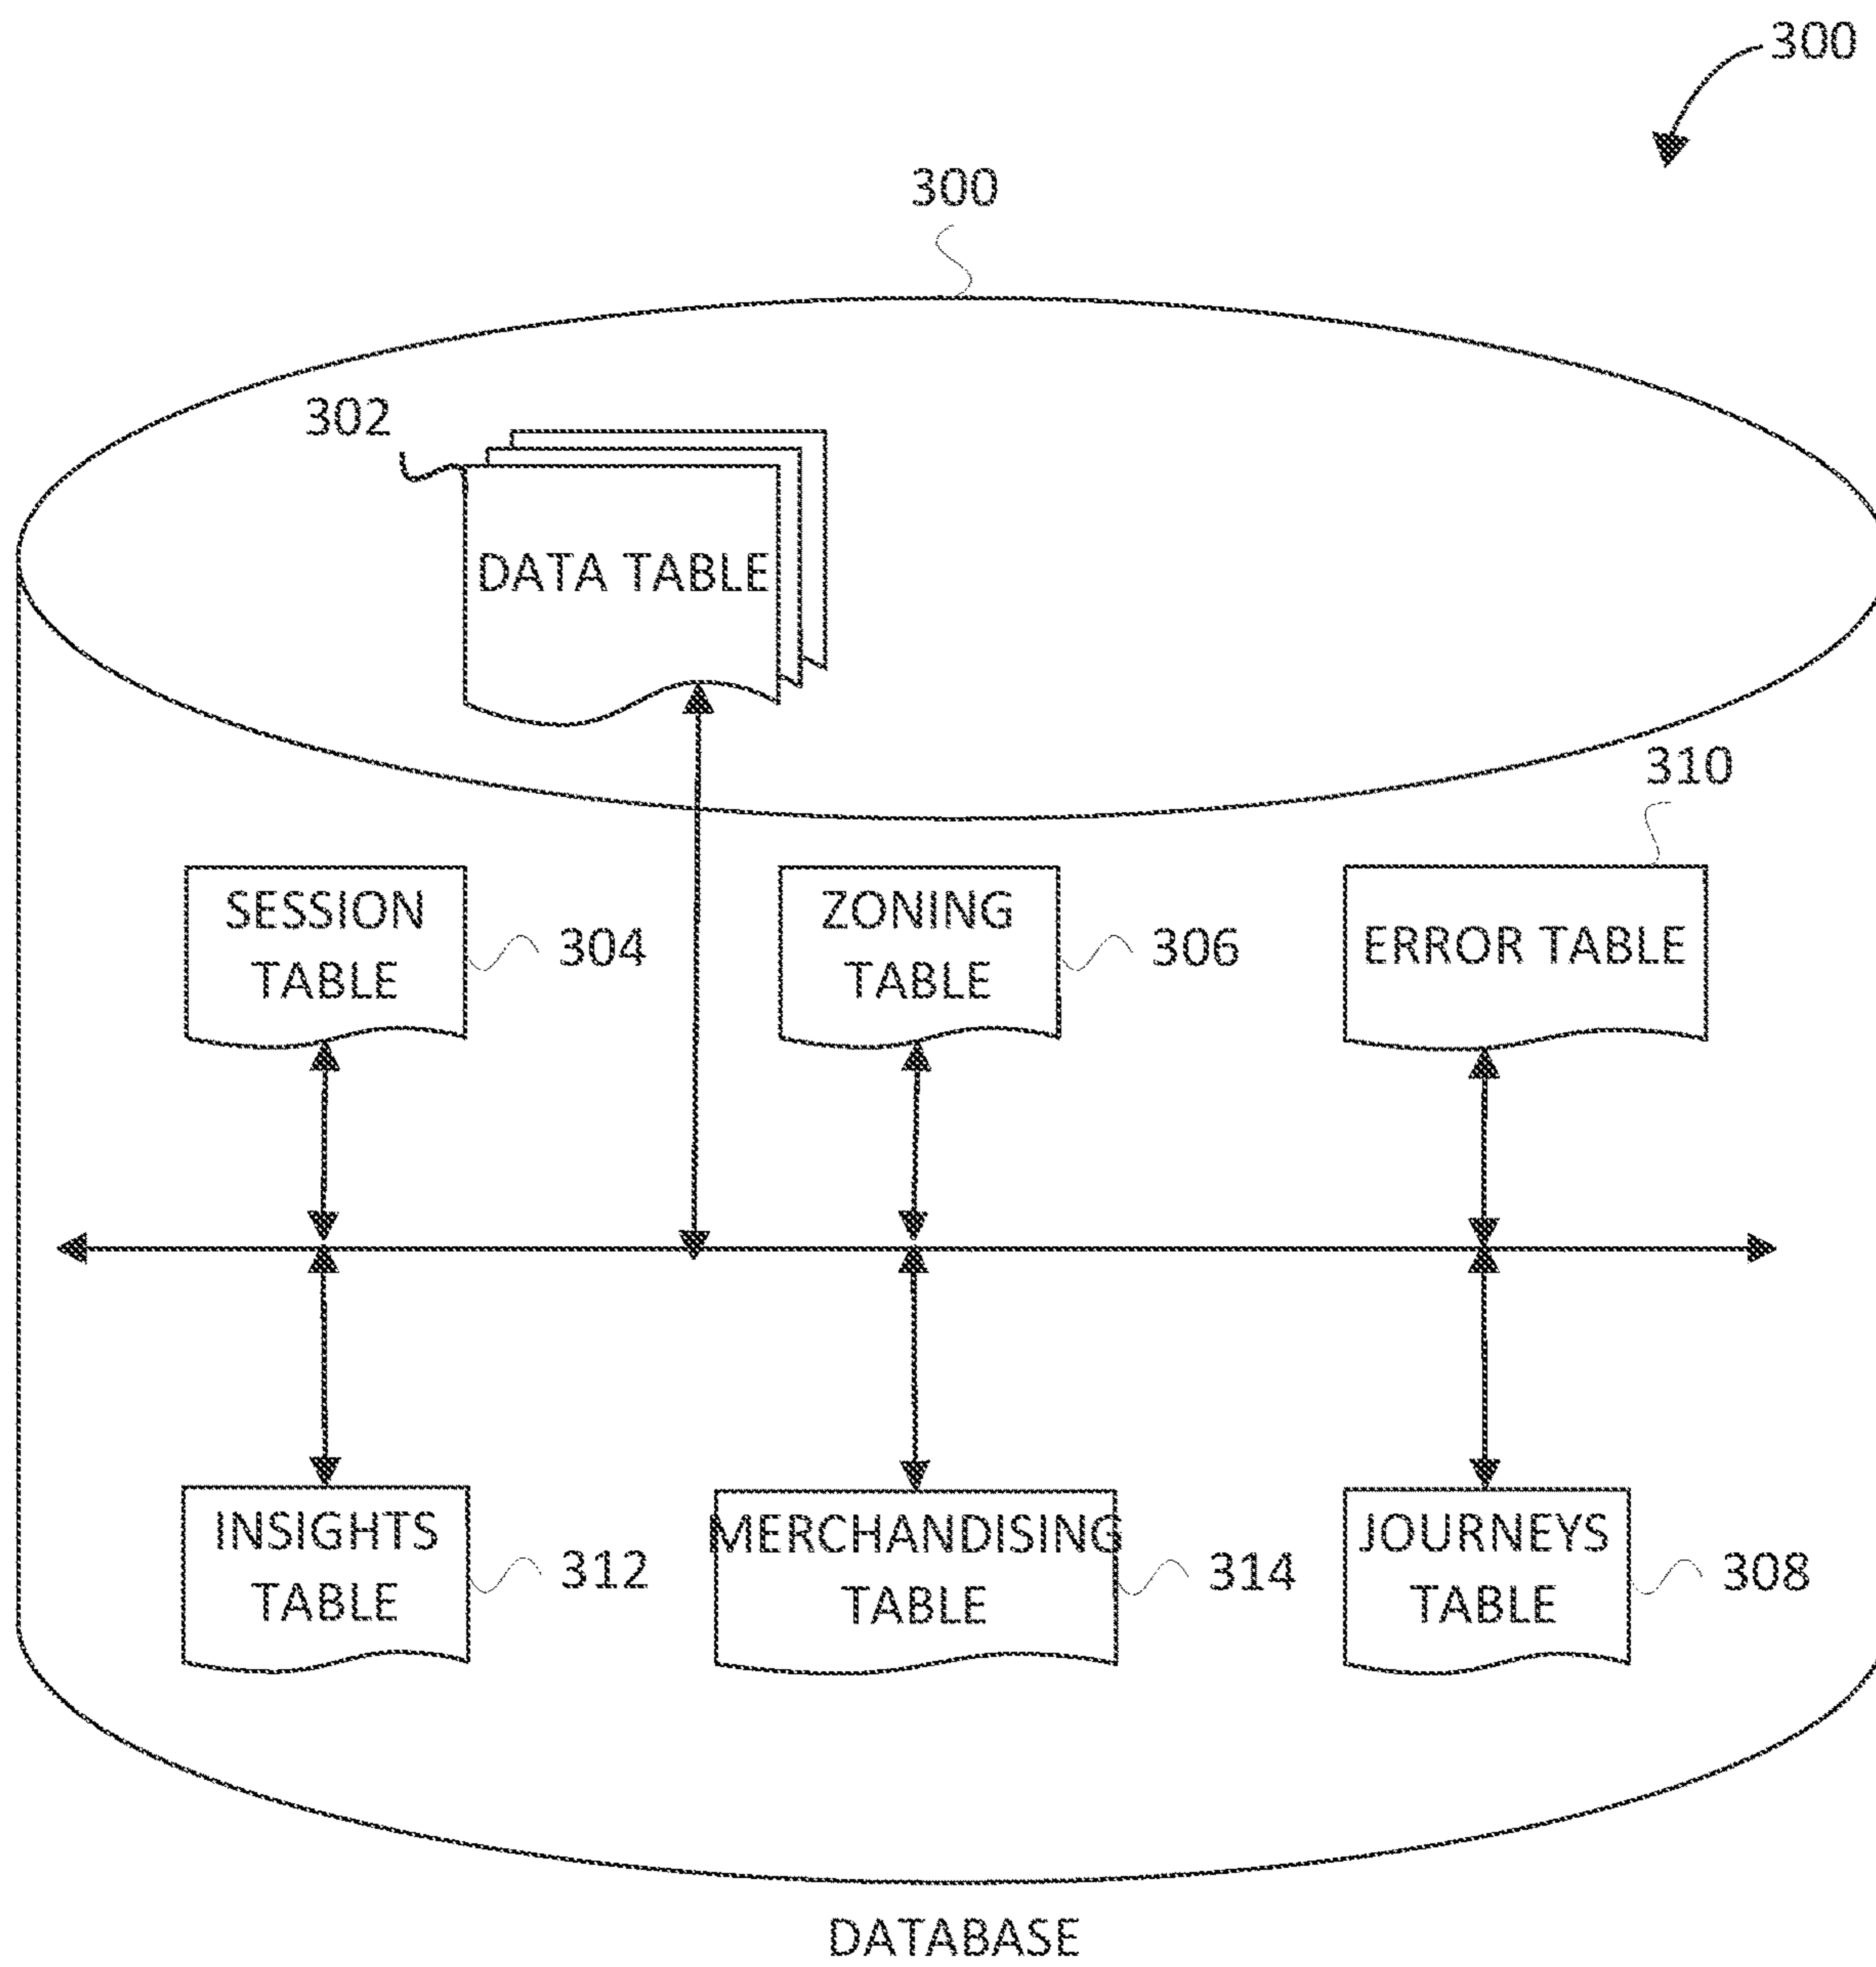 300
300
302
DATA TABLE
310
SESSION
TABLE
304
ZONING
TABLE
306
ERROR TABLE
INSIGHTS
TABLE
312
MERCHANDISING
TABLE
314
JOURNEYS
TABLE
308
DATABASE